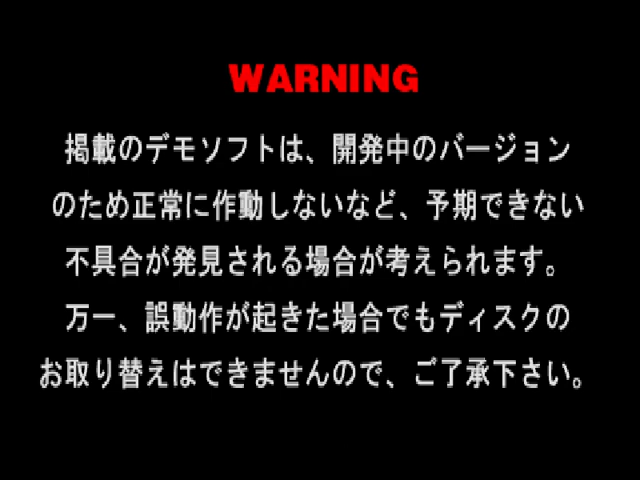 WARNING
掲載のデモソフトは、開発中のバージョン
のため正常に作動しないなど、予期できない
不具合が発見される場合が考えられます。
万一、誤動作が起きた場合でもディスクの
お取り替えはできませんので、ご了承下さい。